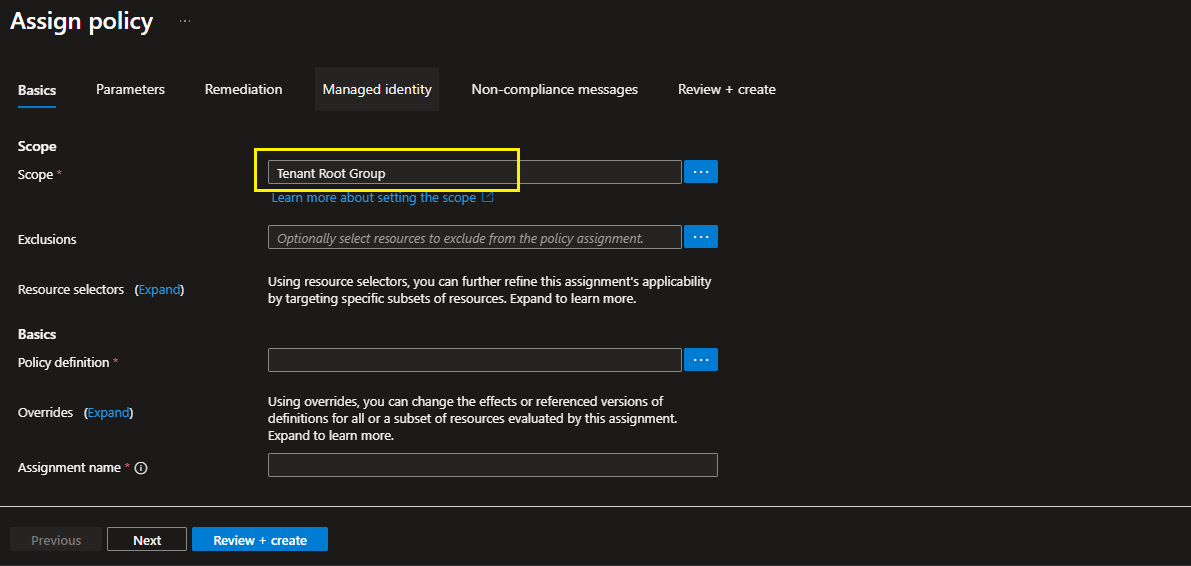 Assign policy ...
Basics Parameters Remediation Managed identity Non-compliance messages Review + create
Scope
Scope * Tenant Root Group ...
Learn more about setting the scope
Exclusions Optionally select resources to exclude from the policy assignment. ...
Resource selectors (Expand) Using resource selectors, you can further refine this assignment's applicability
by targeting specific subsets of resources. Expand to learn more.
Basics
Policy definition * ...
Overrides (Expand) Using overrides, you can change the effects or referenced versions of
definitions for all or a subset of resources evaluated by this assignment.
Expand to learn more.
Assignment name *
Previous Next Review + create